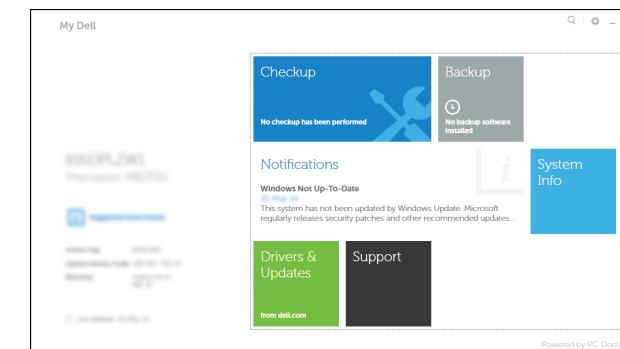 My Dell
Checkup
No checkup has been performed
Backup
No backup software
installed
Notifications
Windows Not Up-To-Date
This system has not been updated by Windows Update. Microsoft
regularly releases security patches and other recommended updates...
System
Info
Drivers &
Updates
from dell.com
Support
Powered by PC-Docto